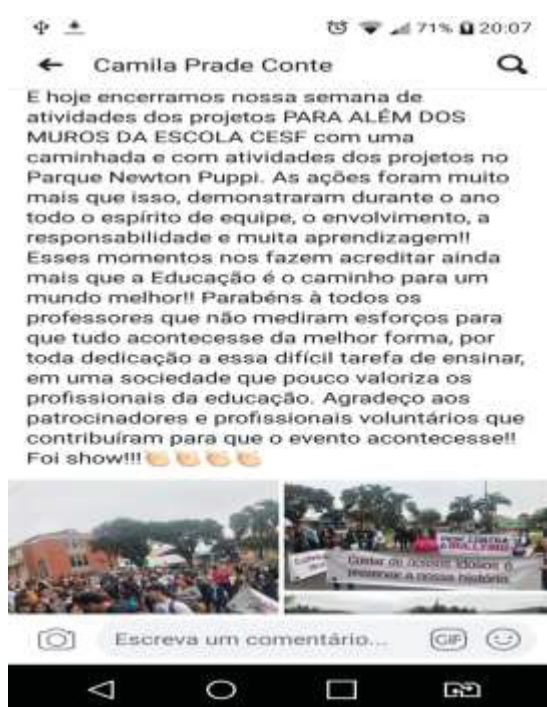 71% 20:07
Camila Prade Conte
E hoje encerramos nossa semana de
atividades dos projetos PARA ALÉM DOS
MUROS DA ESCOLA CESF com uma
caminhada e com atividades dos projetos no
Parque Newton Puppi. As ações foram muito
mais que isso, demonstraram durante o ano
todo o espírito de equipe, o envolvimento, a
responsabilidade e muita aprendizagem!!
Esses momentos nos fazem acreditar ainda
mais que a Educação é o caminho para um
mundo melhor!! Parabéns à todos os
professores que não mediram esforços para
que tudo acontecesse da melhor forma, por
toda dedicação a essa difícil tarefa de ensinar,
em uma sociedade que pouco valoriza os
profissionais da educação. Agradeço aos
patrocinadores e profissionais voluntários que
contribuíram para que o evento acontecesse!!
Foi show!!! 👏🏻👏🏻👏🏻👏🏻
CONTRA
BULLYING
Cuidar de nossos idosos é
preservar a nossa história
Escreva um comentário...
GIF